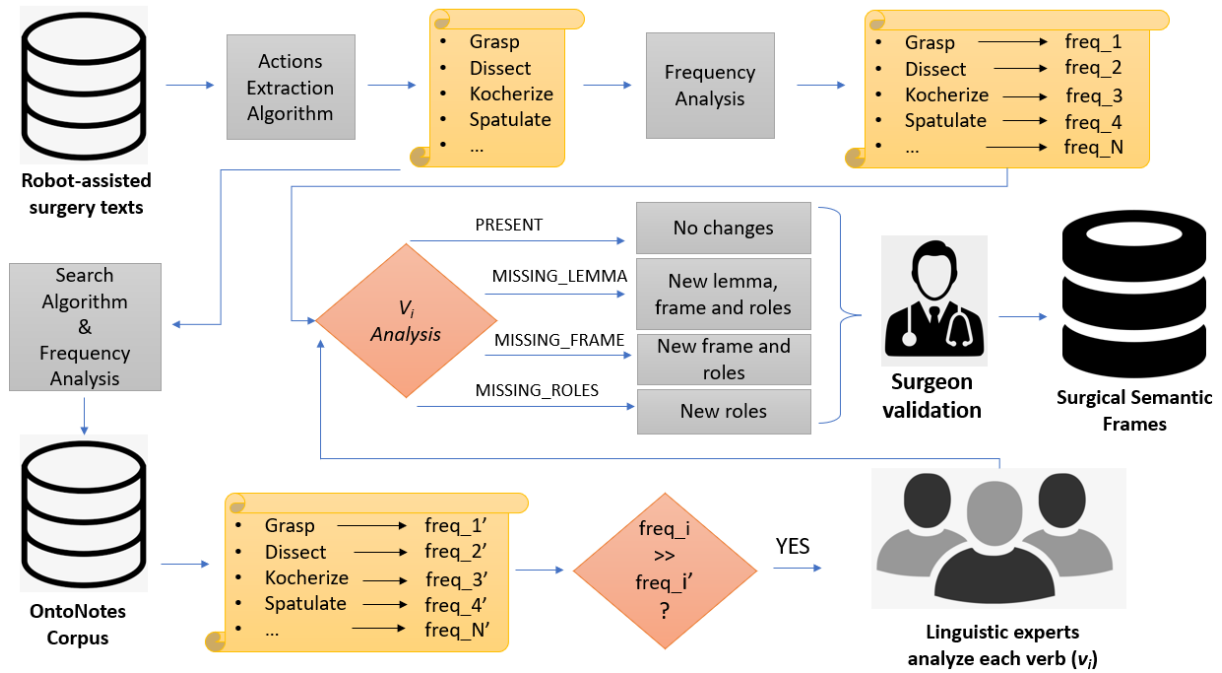 Robot-assisted
surgery texts
Actions
Extraction
Algorithm
• Grasp
• Dissect
• Kocherize
• Spatulate
• ...
Frequency
Analysis
• Grasp freq_1
• Dissect freq_2
• Kocherize freq_3
• Spatulate freq_4
• ... freq_N
Search
Algorithm
&
Frequency
Analysis
V_i
Analysis
PRESENT
No changes
MISSING_LEMMA
New lemma,
frame and roles
MISSING_FRAME
New frame and
roles
MISSING_ROLES
New roles
Surgeon
validation
Surgical Semantic
Frames
OntoNotes
Corpus
• Grasp freq_1'
• Dissect freq_2'
• Kocherize freq_3'
• Spatulate freq_4'
• ... freq_N'
freq_i
>>
freq_i'
?
YES
Linguistic experts
analyze each verb (v_i)